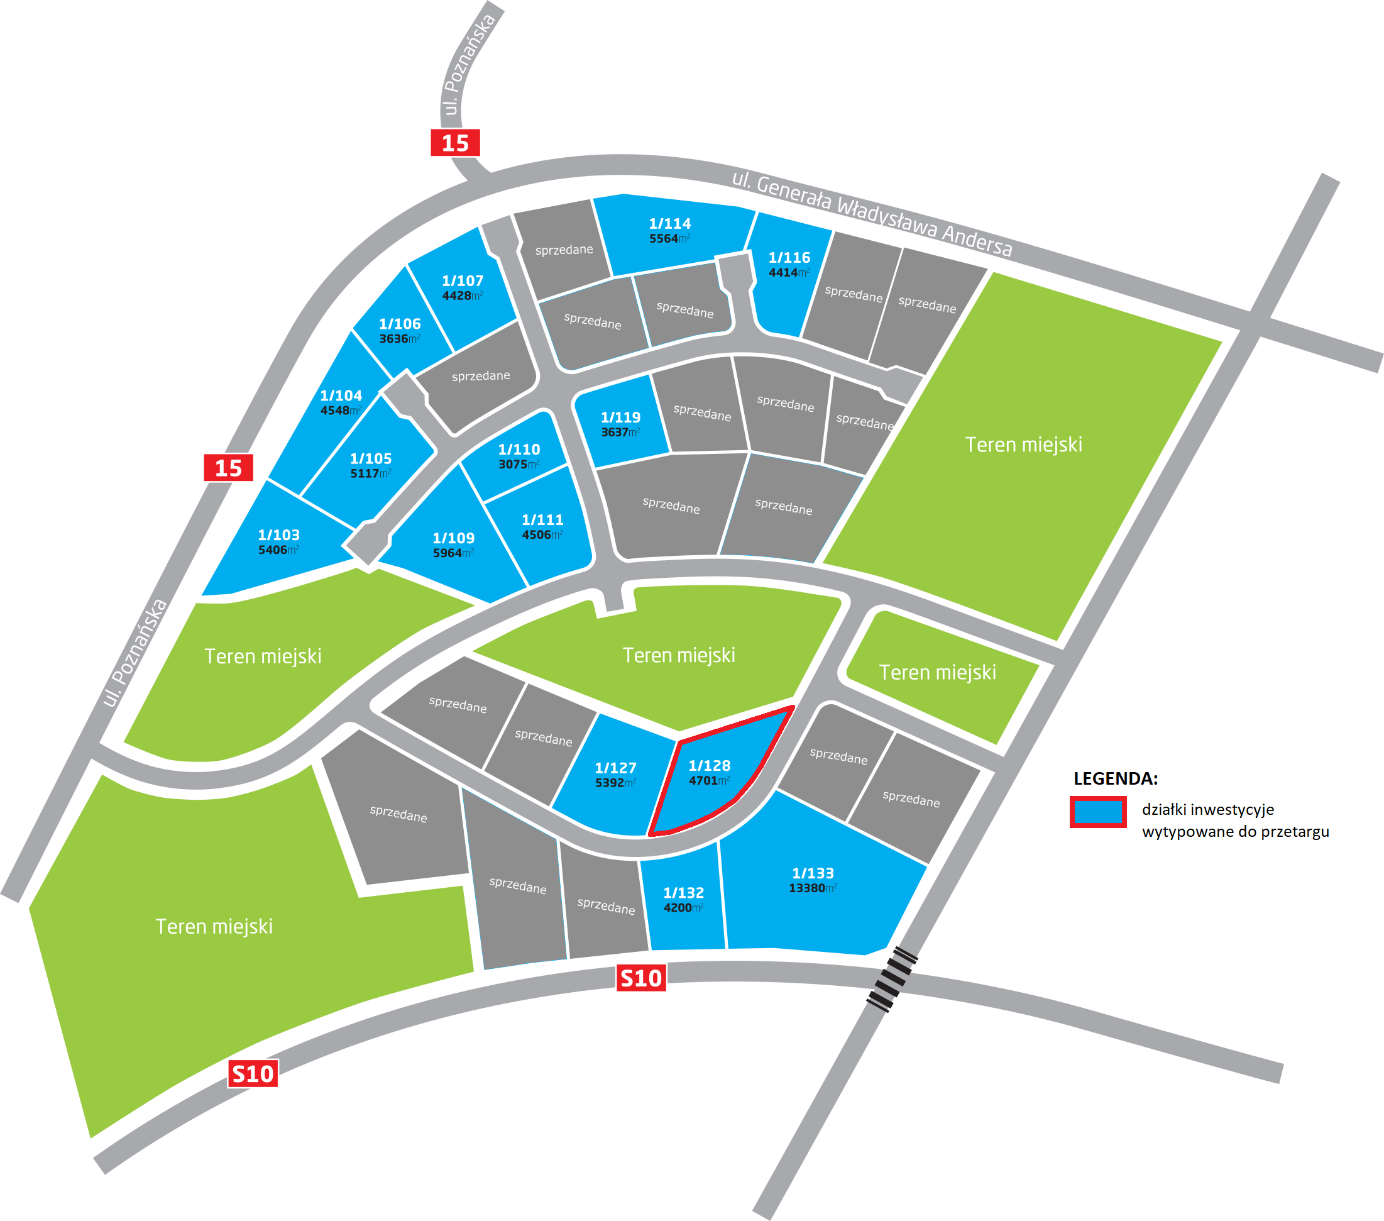 ul. Poznańska
15
ul. Generała Władysława Andersa
1/114
5564m²
sprzedane
1/116
4414m²
1/107
4428m²
sprzedane
sprzedane
sprzedane
sprzedane
1/106
3636m²
sprzedane
1/104
4548m²
1/119
3637m²
sprzedane
sprzedane
sprzedane
Teren miejski
15
1/105
5117m²
1/110
3075m²
sprzedane
sprzedane
1/103
5406m²
1/109
5964m²
1/111
4506m²
ul. Poznańska
Teren miejski
Teren miejski
Teren miejski
sprzedane
sprzedane
1/127
5392m²
1/128
4701m²
sprzedane
sprzedane
LEGENDA:
działki inwestycyje
wytypowane do przetargu
sprzedane
sprzedane
sprzedane
1/132
4200m²
1/133
13380m²
Teren miejski
S10
S10